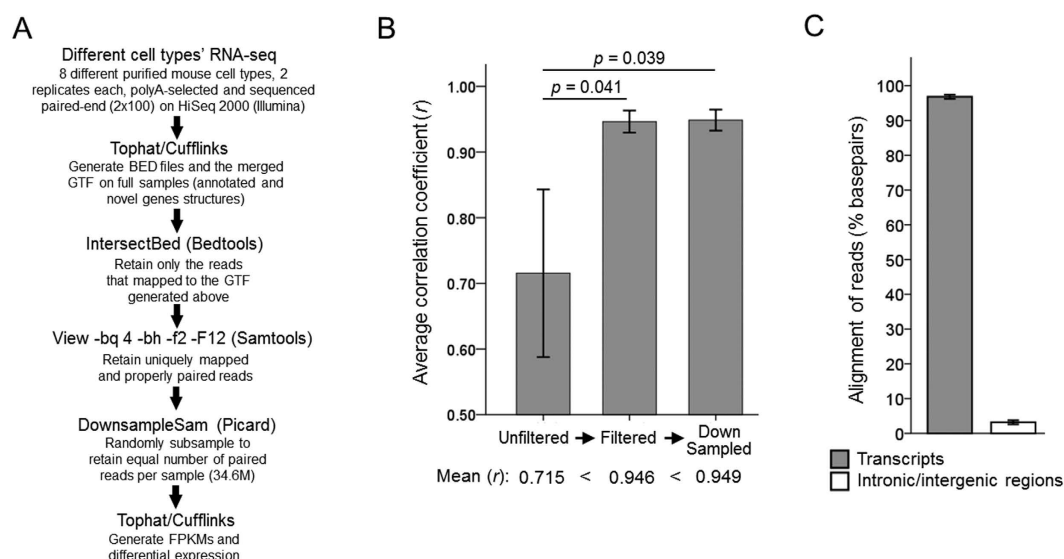 A
Different cell types' RNA-seq
8 different purified mouse cell types, 2
replicates each, polyA-selected and sequenced
paired-end (2x100) on HiSeq 2000 (Illumina)
Tophat/Cufflinks
Generate BED files and the merged
GTF on full samples (annotated and
novel genes structures)
IntersectBed (Bedtools)
Retain only the reads
that mapped to the GTF
generated above
View -bq 4 -bh -f2 -F12 (Samtools)
Retain uniquely mapped
and properly paired reads
DownsampleSam (Picard)
Randomly subsample to
retain equal number of paired
reads per sample (34.6M)
Tophat/Cufflinks
Generate FPKMs and
differential expression
B
p = 0.039
p = 0.041
Average correlation coefficient (r)
1.00
0.90
0.80
0.70
0.60
0.50
Unfiltered
Filtered
Down
Sampled
Mean (r): 0.715 < 0.946 < 0.949
C
Alignment of reads (% basepairs)
100
90
80
70
60
50
40
30
20
10
0
Transcripts
Intronic/intergenic regions